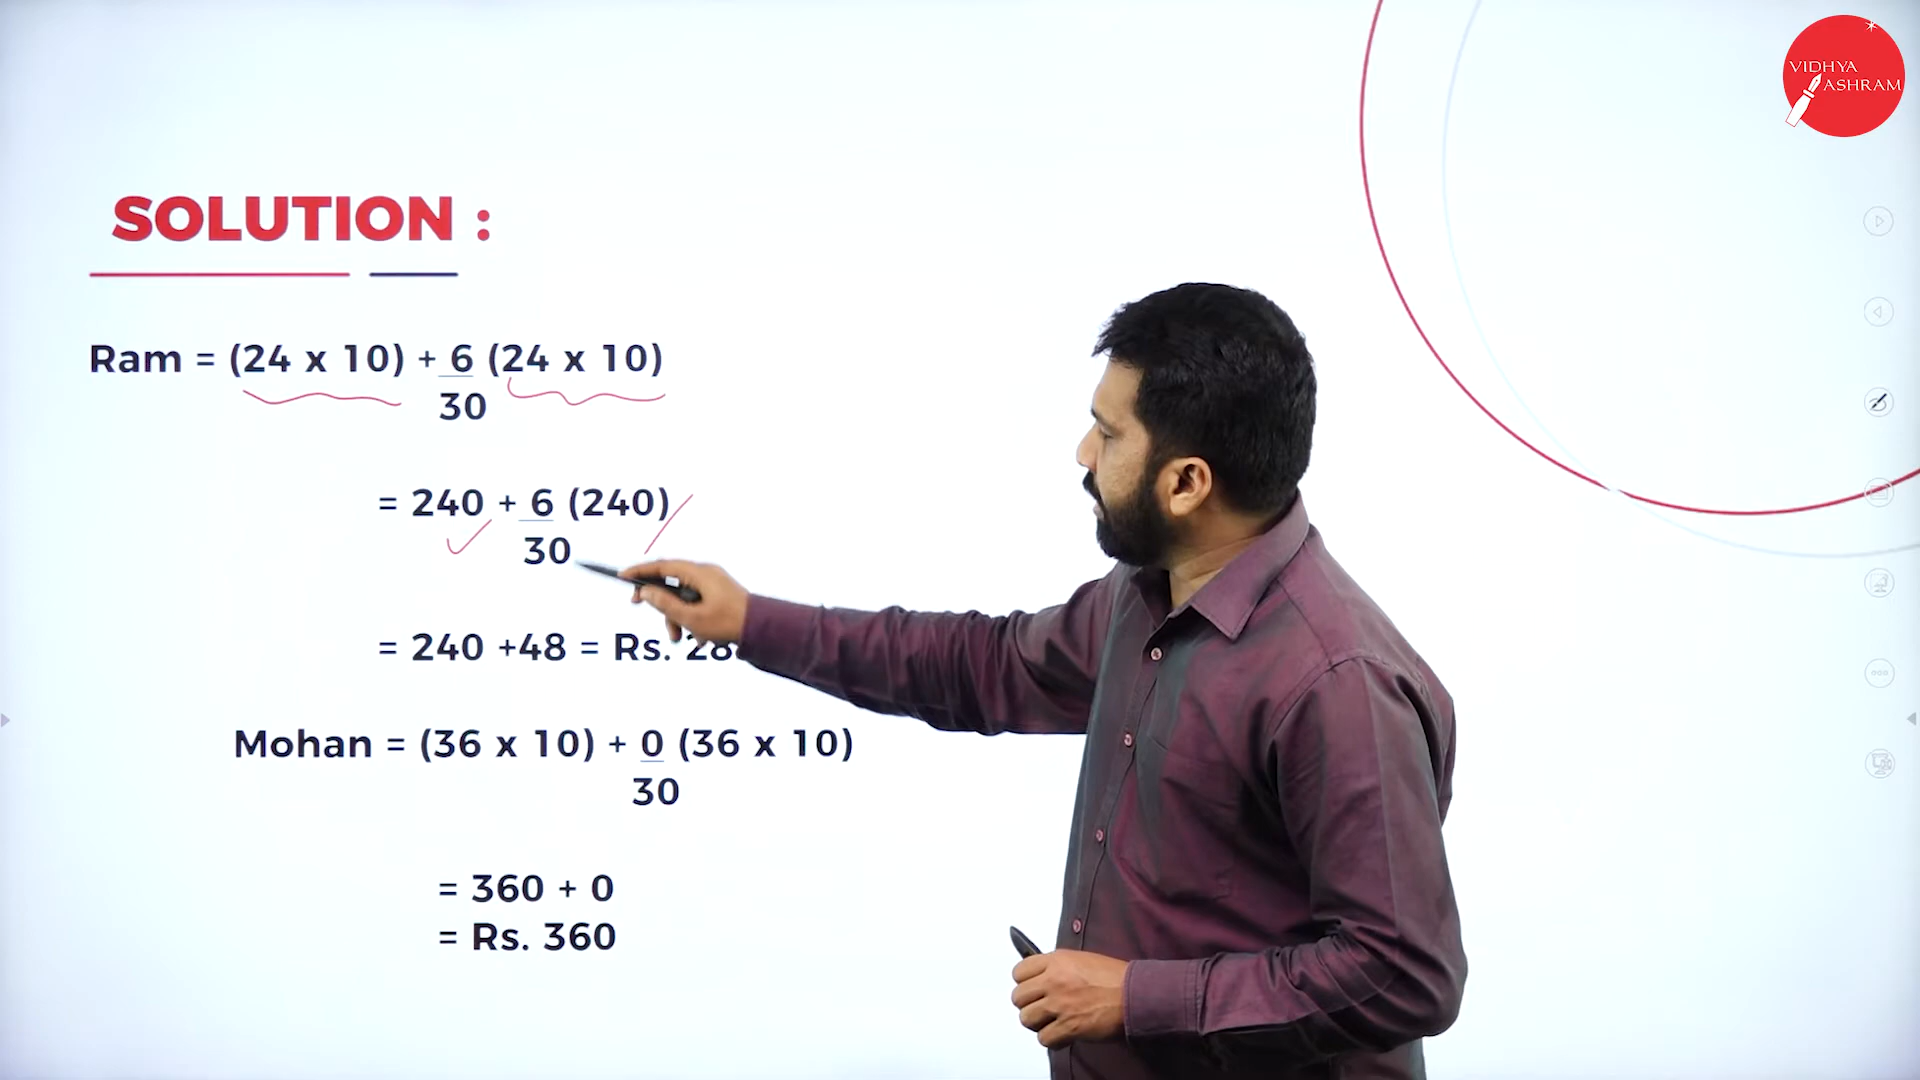 VIDHYA
ASHRAM
SOLUTION :
Ram = (24 x 10) + 6 (24 x 10)
30
= 240 + 6 (240)
30
= 240 +48 = Rs.
Mohan = (36 x 10) + 0 (36 x 10)
30
= 360 + 0
= Rs. 360